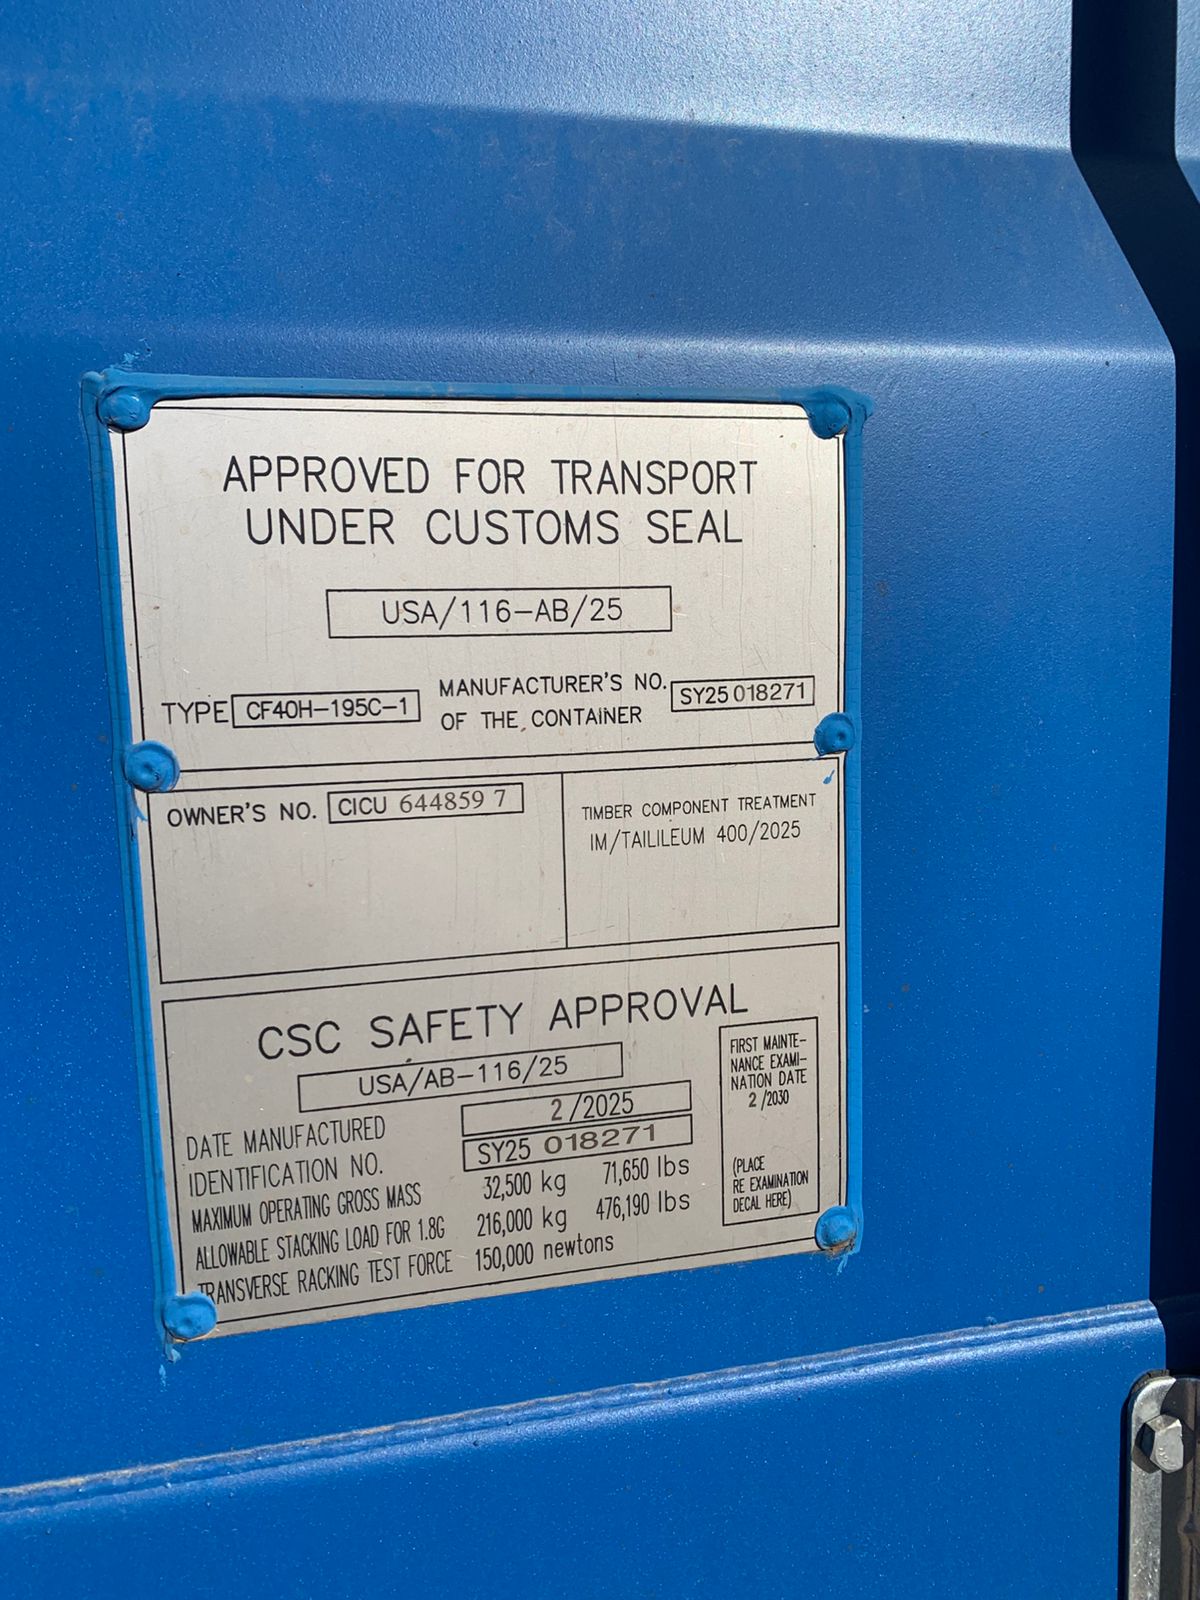 APPROVED FOR TRANSPORT
UNDER CUSTOMS SEAL
USA/116-AB/25
TYPE CF40H-195C-1 MANUFACTURER'S NO. OF THE CONTAINER SY25 018271
OWNER'S NO. CICU 644859 7
TIMBER COMPONENT TREATMENT
IM/TAILILEUM 400/2025
CSC SAFETY APPROVAL
USA/AB-116/25
DATE MANUFACTURED 2/2025
IDENTIFICATION NO. SY25 018271
MAXIMUM OPERATING GROSS MASS 32,500 kg 71,650 lbs
ALLOWABLE STACKING LOAD FOR 1.8G 216,000 kg 476,190 lbs
TRANSVERSE RACKING TEST FORCE 150,000 newtons
FIRST MAINTE-
NANCE EXAMI-
NATION DATE
2/2030
(PLACE
RE EXAMINATION
DECAL HERE)